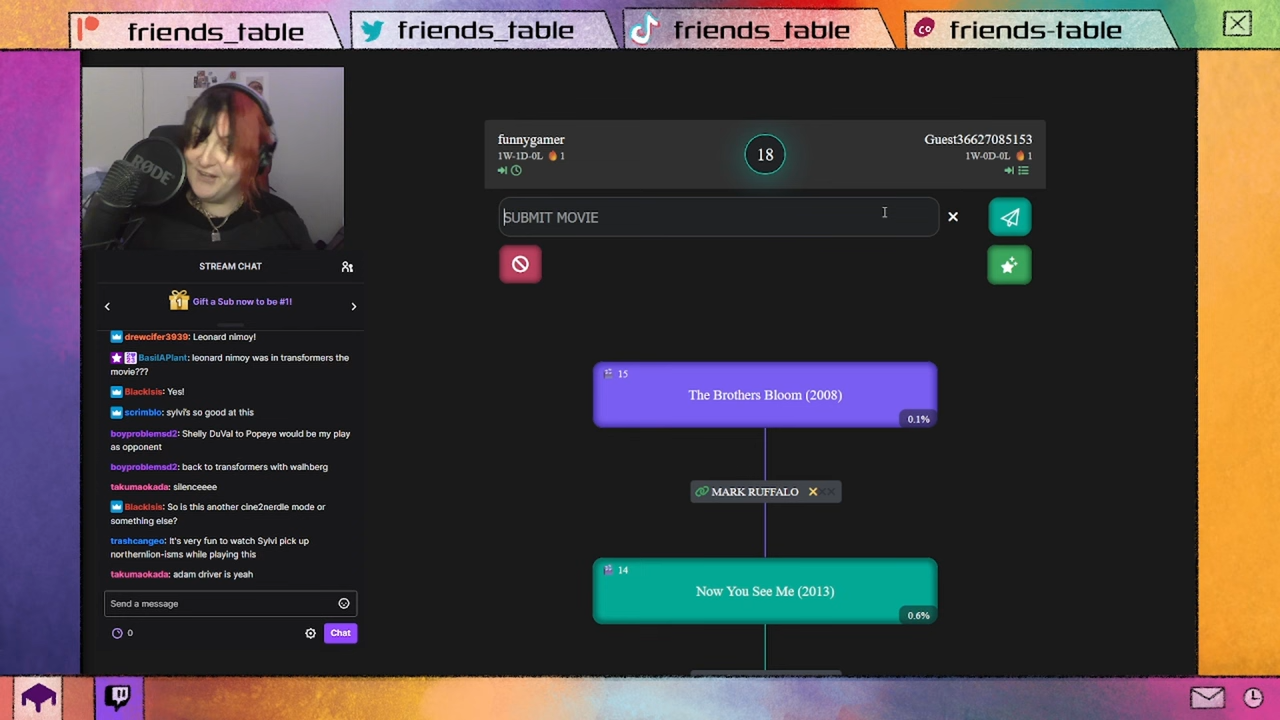 friends_table
friends_table
friends_table
co
friends-table
RØDE
funnygamer
1W-1D-0L 1
18
Guest36627085153
1W-0D-0L 1
SUBMIT MOVIE
STREAM CHAT
1
Gift a Sub now to be #1!
drewcifer3939: Leonard nimoy!
BasilAPlant: leonard nimoy was in transformers the
movie???
BlackIsis: Yes!
scrimblo: sylvi's so good at this
boyproblemsd2: Shelly DuVal to Popeye would be my play
as opponent
boyproblemsd2: back to transformers with walhberg
takumaokada: silenceeee
BlackIsis: So is this another cine2nerdle mode or
something else?
trashcangeo: It's very fun to watch Sylvi pick up
northernlion-isms while playing this
takumaokada: adam driver is yeah
Send a message
0
Chat
15
The Brothers Bloom (2008)
0.1%
MARK RUFFALO
14
Now You See Me (2013)
0.6%